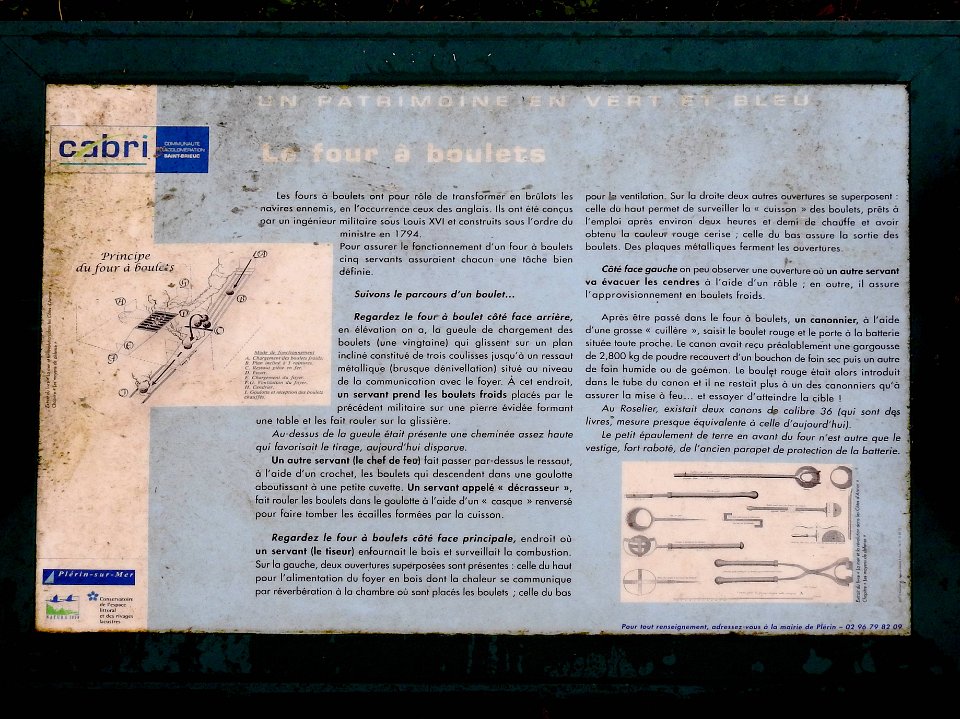 UN PATRIMOINE EN VERT ET BLEU
cabri
COMMUNAUTÉ
D'AGGLOMÉRATION
SAINT-BRIEUC
Le four à boulets
Les fours à boulets ont pour rôle de transformer en brûlots les
navires ennemis, en l'occurrence ceux des anglais. Ils ont été conçus
par un ingénieur militaire sous Louis XVI et construits sous l'ordre du
ministre en 1794.
Pour assurer le fonctionnement d'un four à boulets
cinq servants assuraient chacun une tâche bien
définie.
Suivons le parcours d'un boulet...
Regardez le four à boulet côté face arrière,
en élévation on a, la gueule de chargement des
boulets (une vingtaine) qui glissent sur un plan
incliné constitué de trois coulisses jusqu'à un ressaut
métallique (brusque dénivellation) situé au niveau
de la communication avec le foyer. À cet endroit,
un servant prend les boulets froids placés par le
précédent militaire sur une pierre évidée formant
une table et les fait rouler sur la glissière.
Au-dessus de la gueule était présente une cheminée assez haute
qui favorisait le tirage, aujourd'hui disparue.
Un autre servant (le chef de feu) fait passer par-dessus le ressaut,
à l'aide d'un crochet, les boulets qui descendent dans une goulotte
aboutissant à une petite cuvette. Un servant appelé « décrasseur »,
fait rouler les boulets dans le goulotte à l'aide d'un « casque » renversé
pour faire tomber les écailles formées par la cuisson.
Regardez le four à boulets côté face principale, endroit où
un servant (le tiseur) enfournait le bois et surveillait la combustion.
Sur la gauche, deux ouvertures superposées sont présentes : celle du haut
pour l'alimentation du foyer en bois dont la chaleur se communique
par réverbération à la chambre où sont placés les boulets ; celle du bas
pour la ventilation. Sur la droite deux autres ouvertures se superposent :
celle du haut permet de surveiller la « cuisson » des boulets, prêts à
l'emploi après environ deux heures et demi de chauffe et avoir
obtenu la couleur rouge cerise ; celle du bas assure la sortie des
boulets. Des plaques métalliques ferment les ouvertures.
Côté face gauche on peu observer une ouverture où un autre servant
va évacuer les cendres à l'aide d'un râble ; en outre, il assure
l'approvisionnement en boulets froids.
Après être passé dans le four à boulets, un canonnier, à l'aide
d'une grosse « cuillère », saisit le boulet rouge et le porte à la batterie
située toute proche. Le canon avait reçu préalablement une gargousse
de 2,800 kg de poudre recouvert d'un bouchon de foin sec puis un autre
de foin humide ou de goémon. Le boulet rouge était alors introduit
dans le tube du canon et il ne restait plus à un des canonniers qu'à
assurer la mise à feu... et essayer d'atteindre la cible !
Au Roselier, existait deux canons de calibre 36 (qui sont des
livres, mesure presque équivalente à celle d'aujourd'hui).
Le petit épaulement de terre en avant du four n'est autre que le
vestige, fort raboté, de l'ancien parapet de protection de la batterie.
Principe
du four à boulets
Mode de fonctionnement
A. Chargement des boulets froids.
C. Ressaut pilier en fer.
D. Foyer.
E. Chargement du foyer.
H. Cendrier.
I. Goulotte et réception des boulets
chauffés.
Plérin-sur-Mer
Conservatoire
de l'espace
littoral
et des rivages
lacustres
Pour tout renseignement, adressez-vous à la mairie de Plérin – 02 96 79 82 09